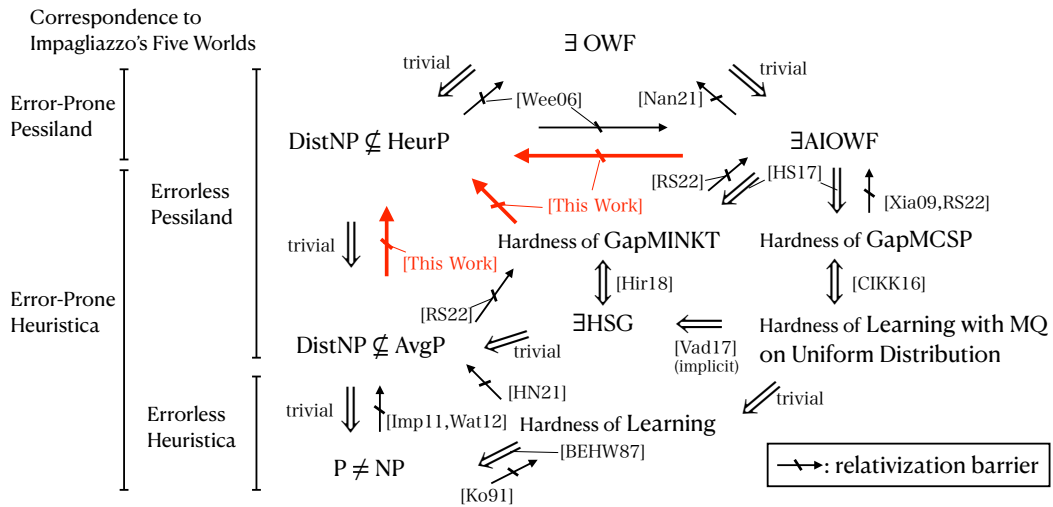 Correspondence to
Impagliazzo's Five Worlds
∃ OWF
trivial
trivial
[Wee06]
[Nan21]
Error-Prone
Pessiland
DistNP ⊈ HeurP
∃AIOWF
[RS22]
[HS17]
Errorless
Pessiland
[This Work]
[Xia09,RS22]
trivial
Hardness of GapMINKT
Hardness of GapMCSP
[This Work]
[Hir18]
[CIKK16]
Error-Prone
Heuristica
[RS22]
∃HSG
Hardness of Learning with MQ
on Uniform Distribution
DistNP ⊈ AvgP
trivial
[Vad17]
(implicit)
[HN21]
trivial
trivial
Errorless
Heuristica
[Imp11,Wat12]
Hardness of Learning
[BEHW87]
P ≠ NP
[Ko91]
: relativization barrier